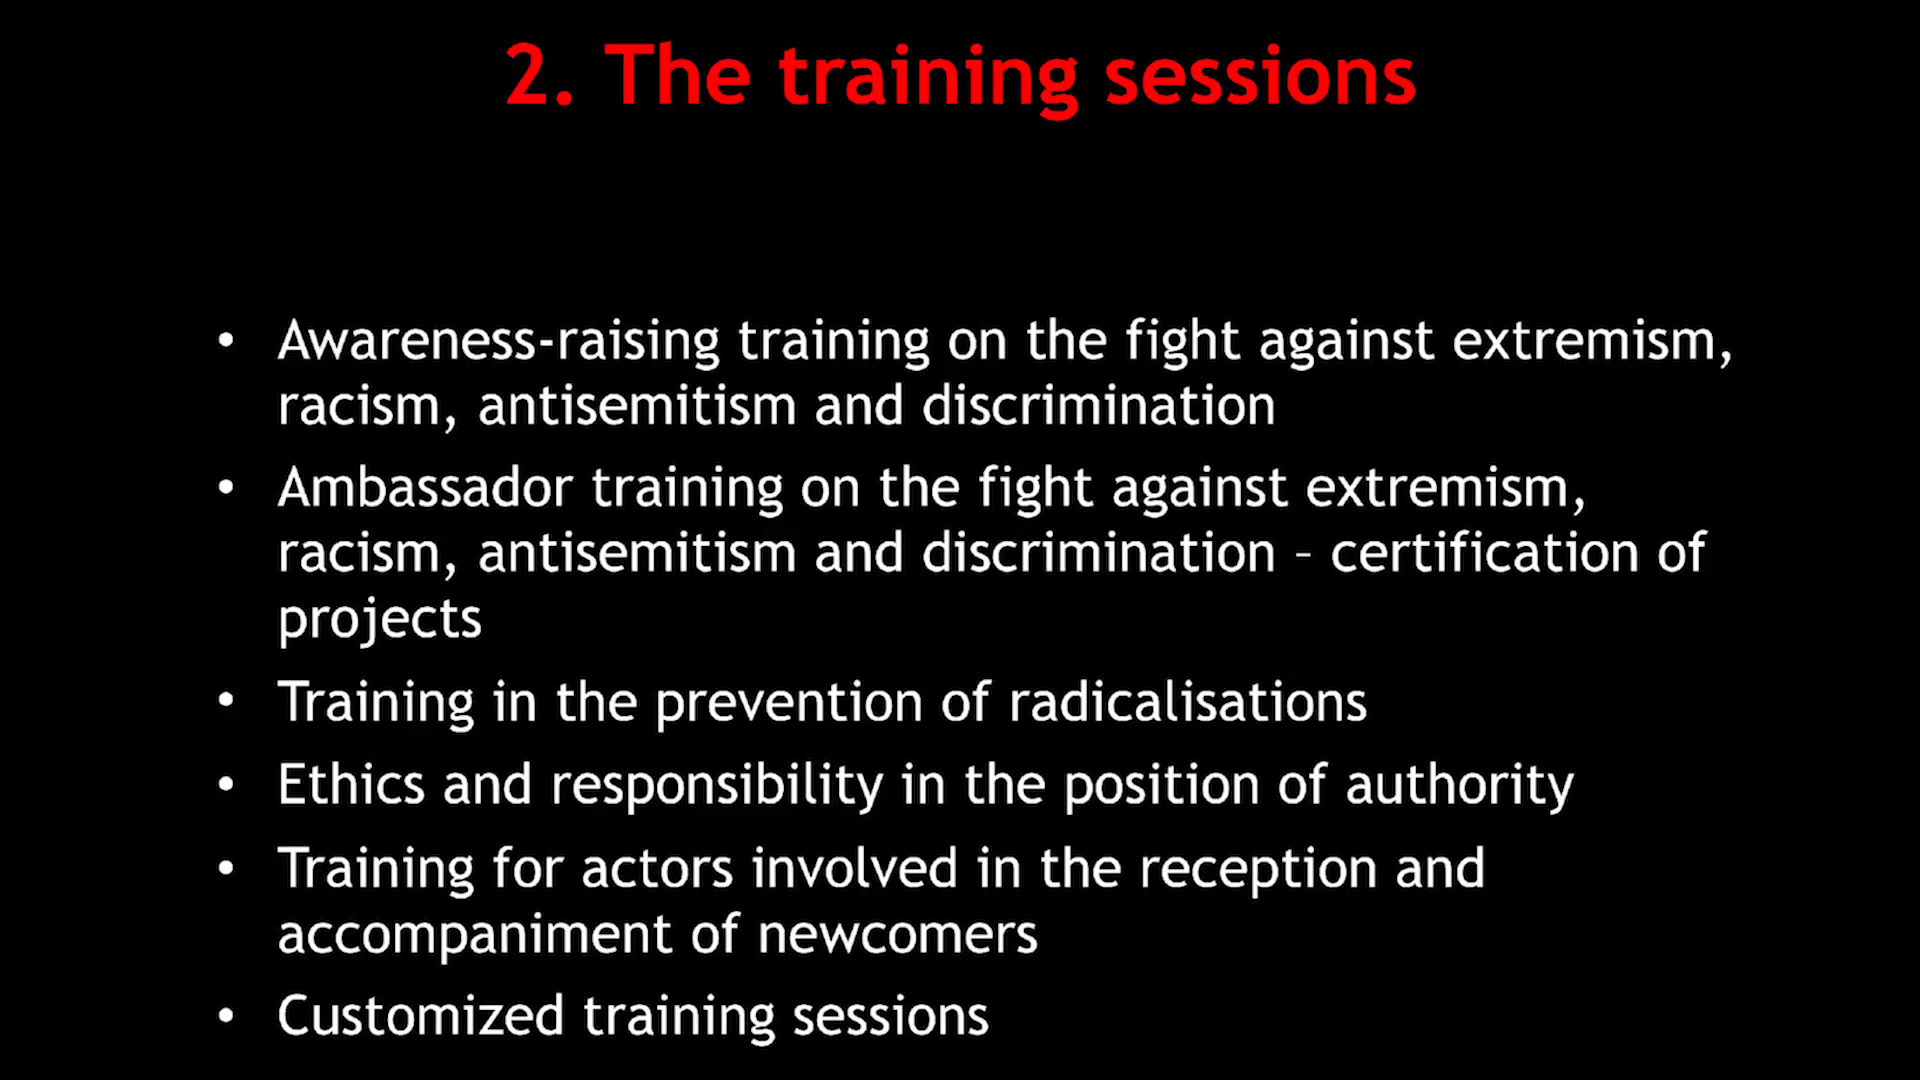 2. The training sessions
• Awareness-raising training on the fight against extremism,
racism, antisemitism and discrimination
• Ambassador training on the fight against extremism,
racism, antisemitism and discrimination – certification of
projects
• Training in the prevention of radicalisations
• Ethics and responsibility in the position of authority
• Training for actors involved in the reception and
accompaniment of newcomers
• Customized training sessions